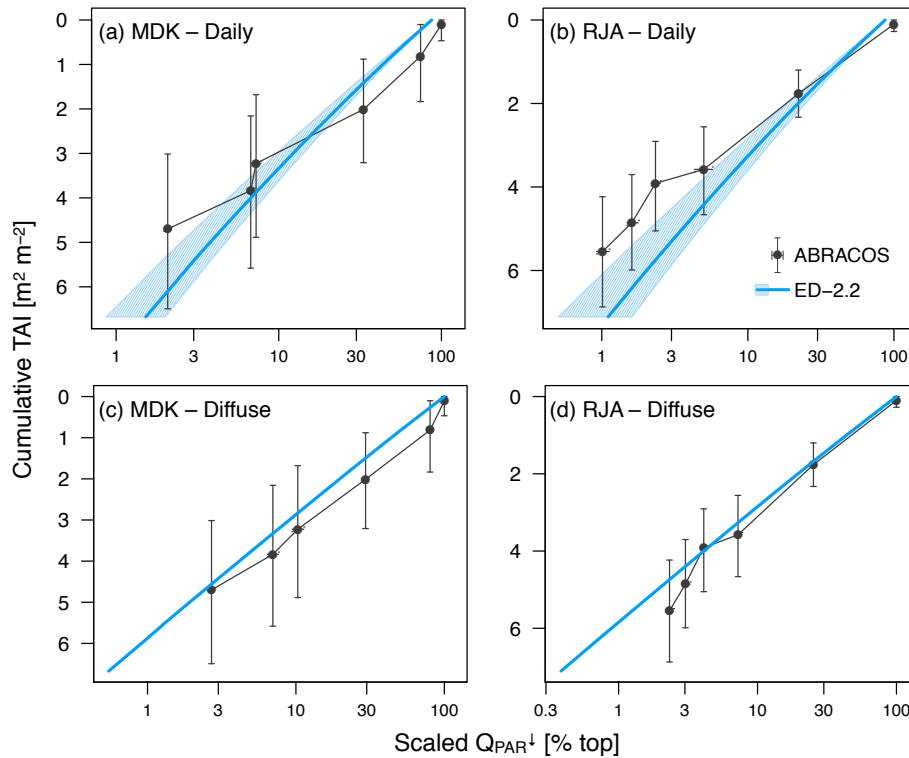 (a) MDK – Daily
0
1
2
3
4
5
6
1 3 10 30 100
(b) RJA – Daily
0
2
4
6
ABRACOS
ED−2.2
1 3 10 30 100
(c) MDK – Diffuse
0
1
2
3
4
5
6
1 3 10 30 100
(d) RJA – Diffuse
0
2
4
6
0.3 1 3 10 30 100
Cumulative TAI [m² m⁻²]
Scaled QPAR↓ [% top]